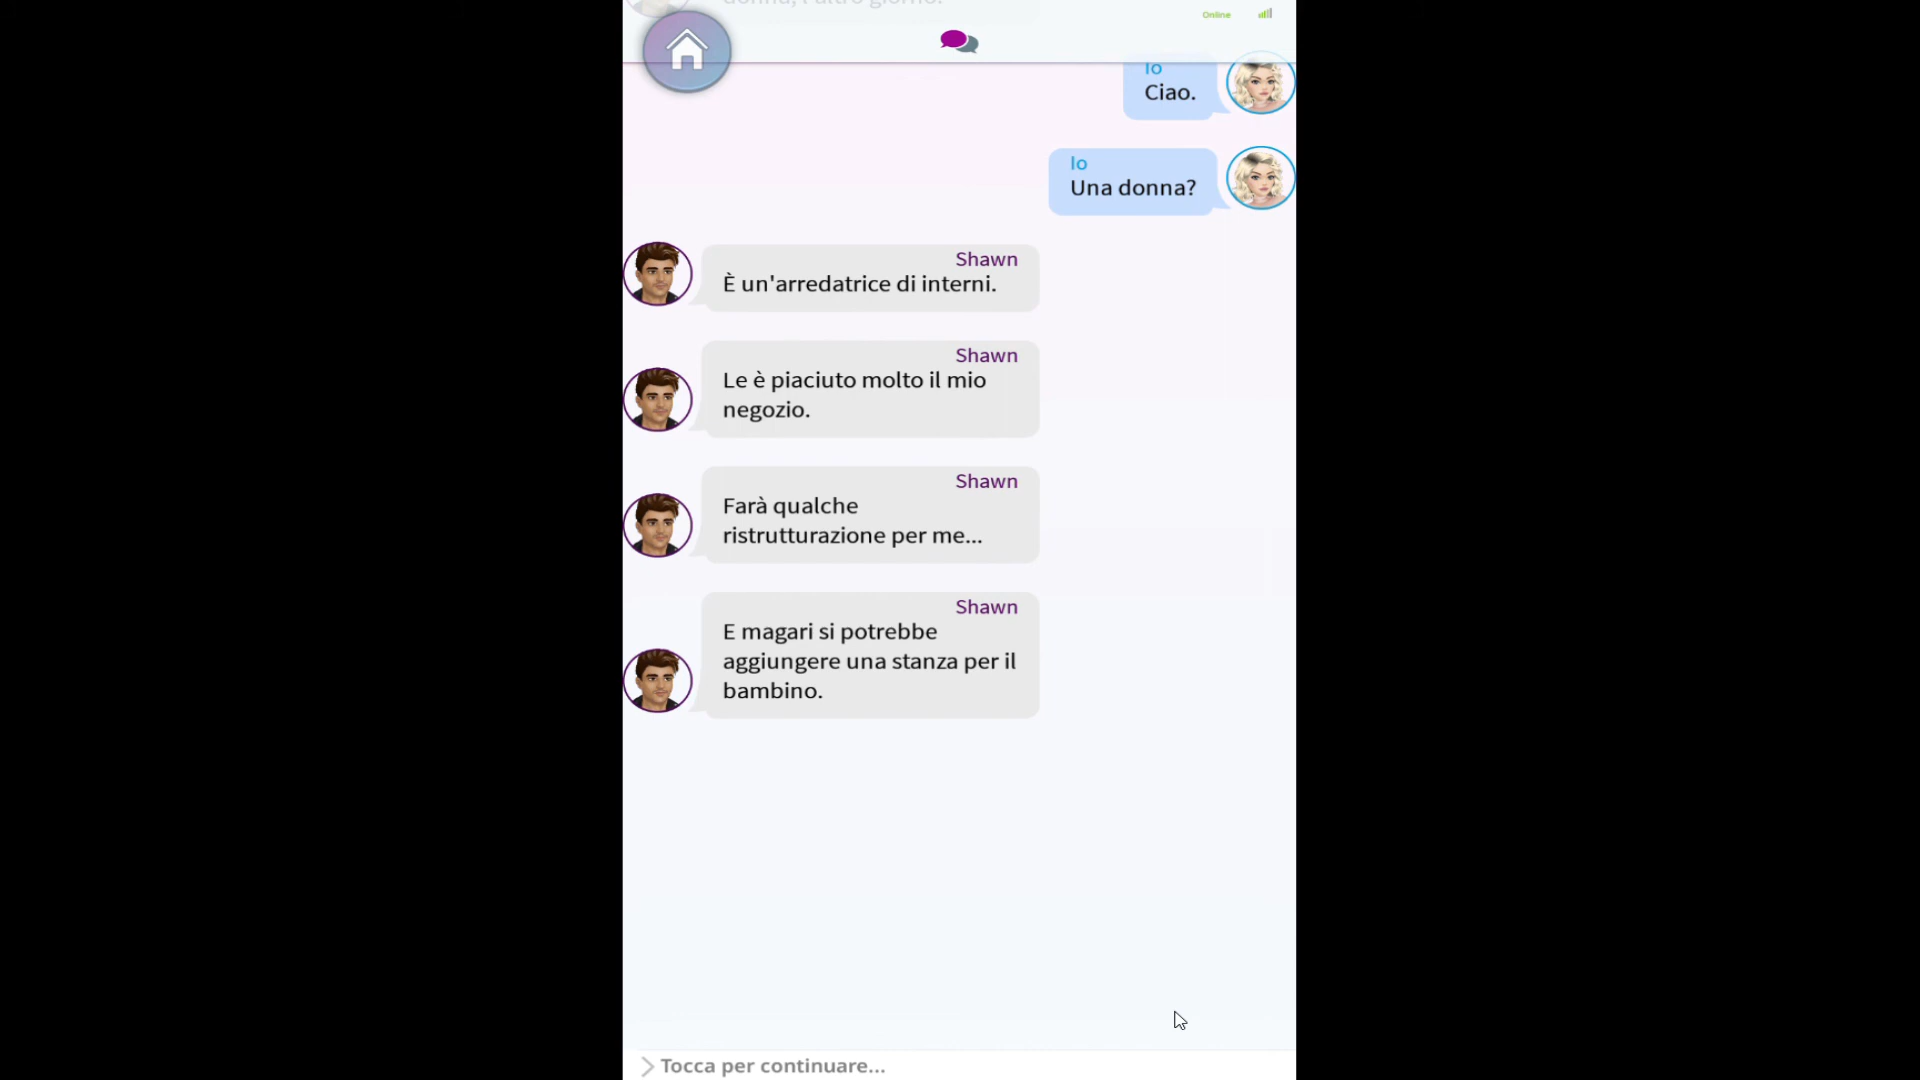 donna, l'altro giorno.
Online
Io
Ciao.
Io
Una donna?
Shawn
È un'arredatrice di interni.
Shawn
Le è piaciuto molto il mio
negozio.
Shawn
Farà qualche
ristrutturazione per me...
Shawn
E magari si potrebbe
aggiungere una stanza per il
bambino.
Tocca per continuare...